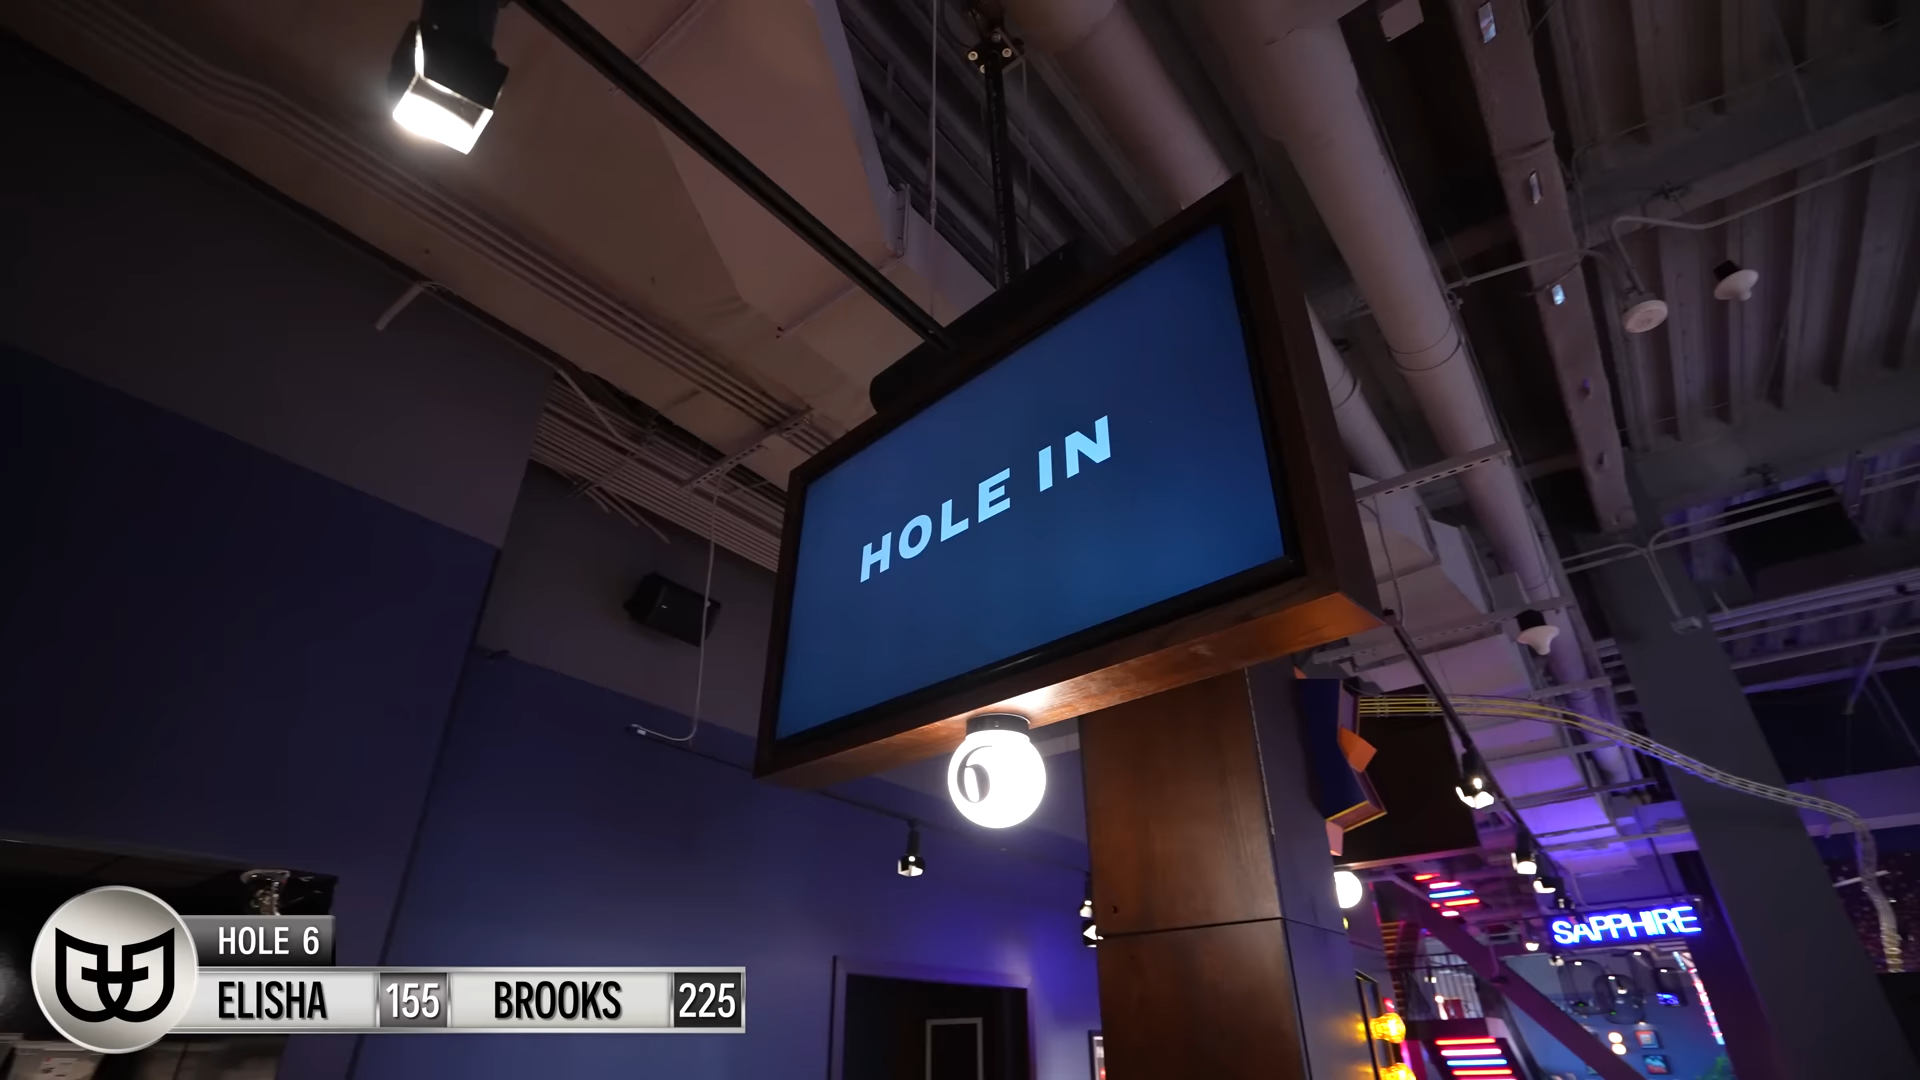 HOLE IN
6
SAPPHIRE
HOLE 6
ELISHA 155 BROOKS 225